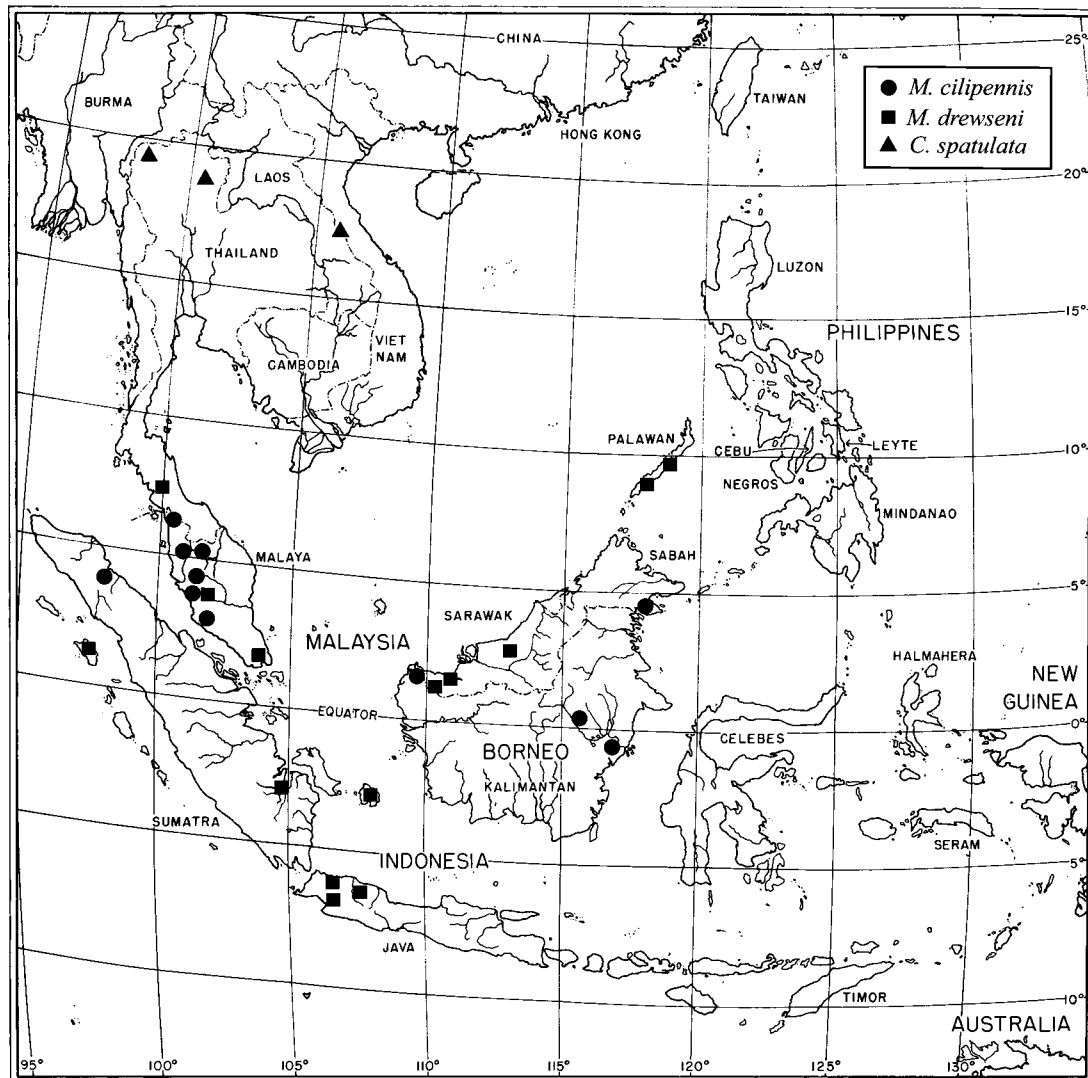 CHINA
25°
BURMA
TAIWAN
● M. cilipennis
■ M. drewseni
▲ C. spatulata
HONG KONG
LAOS
20°
THAILAND
LUZON
15°
VIET
NAM
PHILIPPINES
CAMBODIA
PALAWAN
CEBU
LEYTE
10°
NEGROS
MINDANAO
MALAYA
SABAH
5°
SARAWAK
MALAYSIA
HALMAHERA
NEW
GUINEA
EQUATOR
0°
BORNEO
CELEBES
KALIMANTAN
SUMATRA
SERAM
INDONESIA
5°
JAVA
TIMOR
10°
AUSTRALIA
95°
100°
105°
110°
115°
120°
125°
130°